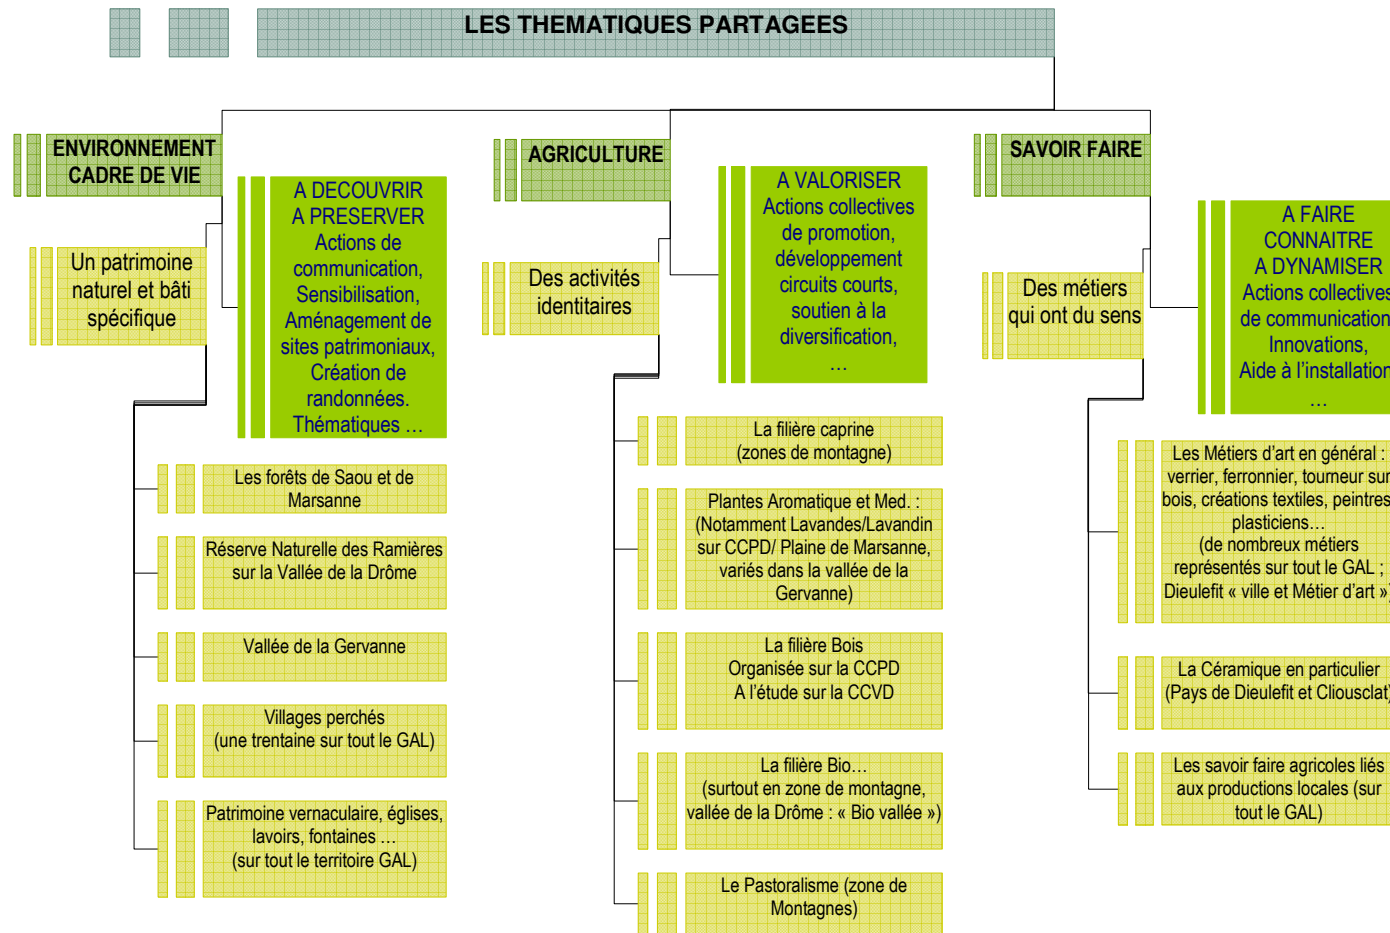 LES THEMATIQUES PARTAGEES
ENVIRONNEMENT
CADRE DE VIE
A DECOUVRIR
A PRESERVER
Actions de
communication,
Sensibilisation,
Aménagement de
sites patrimoniaux,
Création de
randonnées.
Thématiques …
Un patrimoine
naturel et bâti
spécifique
Les forêts de Saou et de
Marsanne
Réserve Naturelle des Ramières
sur la Vallée de la Drôme
Vallée de la Gervanne
Villages perchés
(une trentaine sur tout le GAL)
Patrimoine vernaculaire, églises,
lavoirs, fontaines …
(sur tout le territoire GAL)
AGRICULTURE
A VALORISER
Actions collectives
de promotion,
développement
circuits courts,
soutien à la
diversification,
…
Des activités
identitaires
La filière caprine
(zones de montagne)
Plantes Aromatique et Med. :
(Notamment Lavandes/Lavandin
sur CCPD/ Plaine de Marsanne,
variés dans la vallée de la
Gervanne)
La filière Bois
Organisée sur la CCPD
A l'étude sur la CCVD
La filière Bio…
(surtout en zone de montagne,
vallée de la Drôme : « Bio vallée »)
Le Pastoralisme (zone de
Montagnes)
SAVOIR FAIRE
A FAIRE
CONNAITRE
A DYNAMISER
Actions collectives
de communication
Innovations,
Aide à l'installation
…
Des métiers
qui ont du sens
Les Métiers d'art en général :
verrier, ferronnier, tourneur sur
bois, créations textiles, peintres
plasticiens…
(de nombreux métiers
représentés sur tout le GAL ;
Dieulefit « ville et Métier d'art »)
La Céramique en particulier
(Pays de Dieulefit et Cliousclat)
Les savoir faire agricoles liés
aux productions locales (sur
tout le GAL)